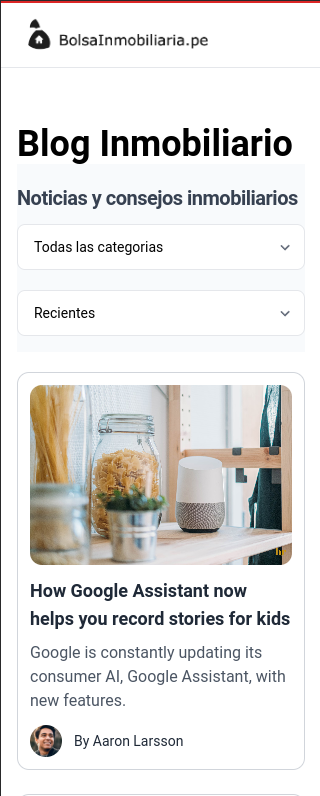 BolsaInmobiliaria.pe
Blog Inmobiliario
Noticias y consejos inmobiliarios
Todas las categorias
Recientes
How Google Assistant now
helps you record stories for kids
Google is constantly updating its
consumer AI, Google Assistant, with
new features.
By Aaron Larsson